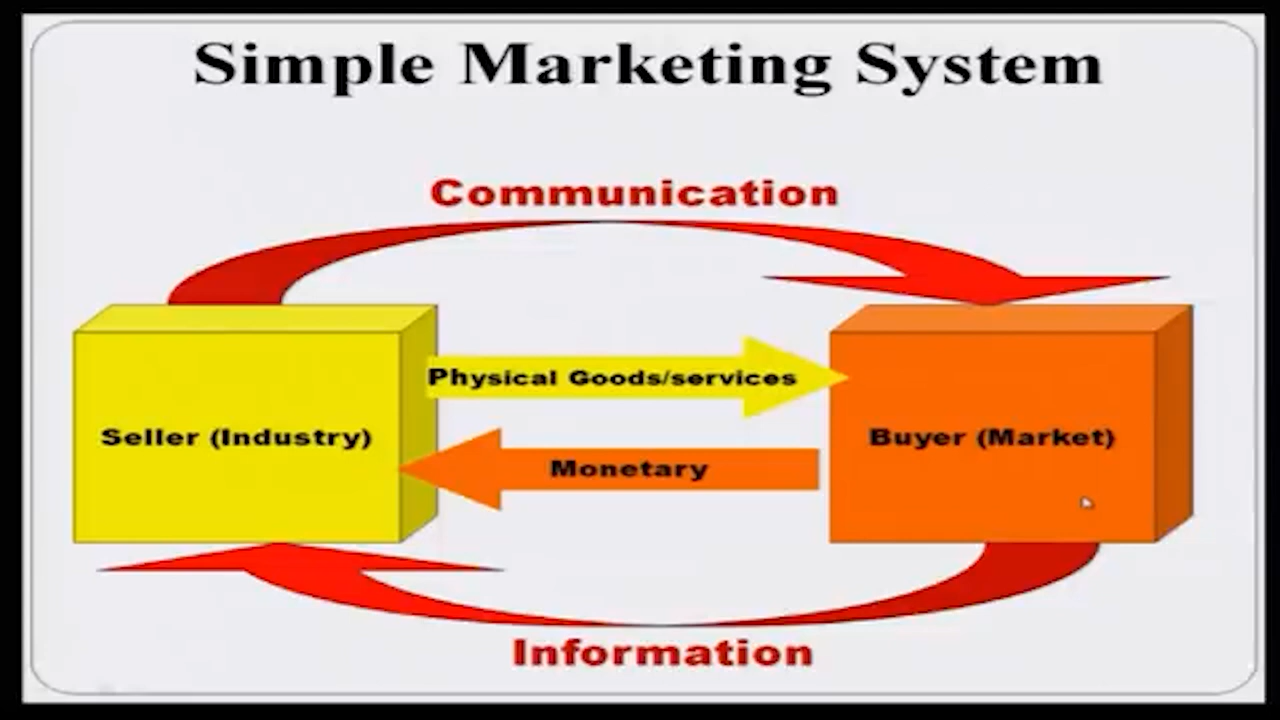 Simple Marketing System
Communication
Physical Goods/services
Seller (Industry)
Buyer (Market)
Monetary
Information